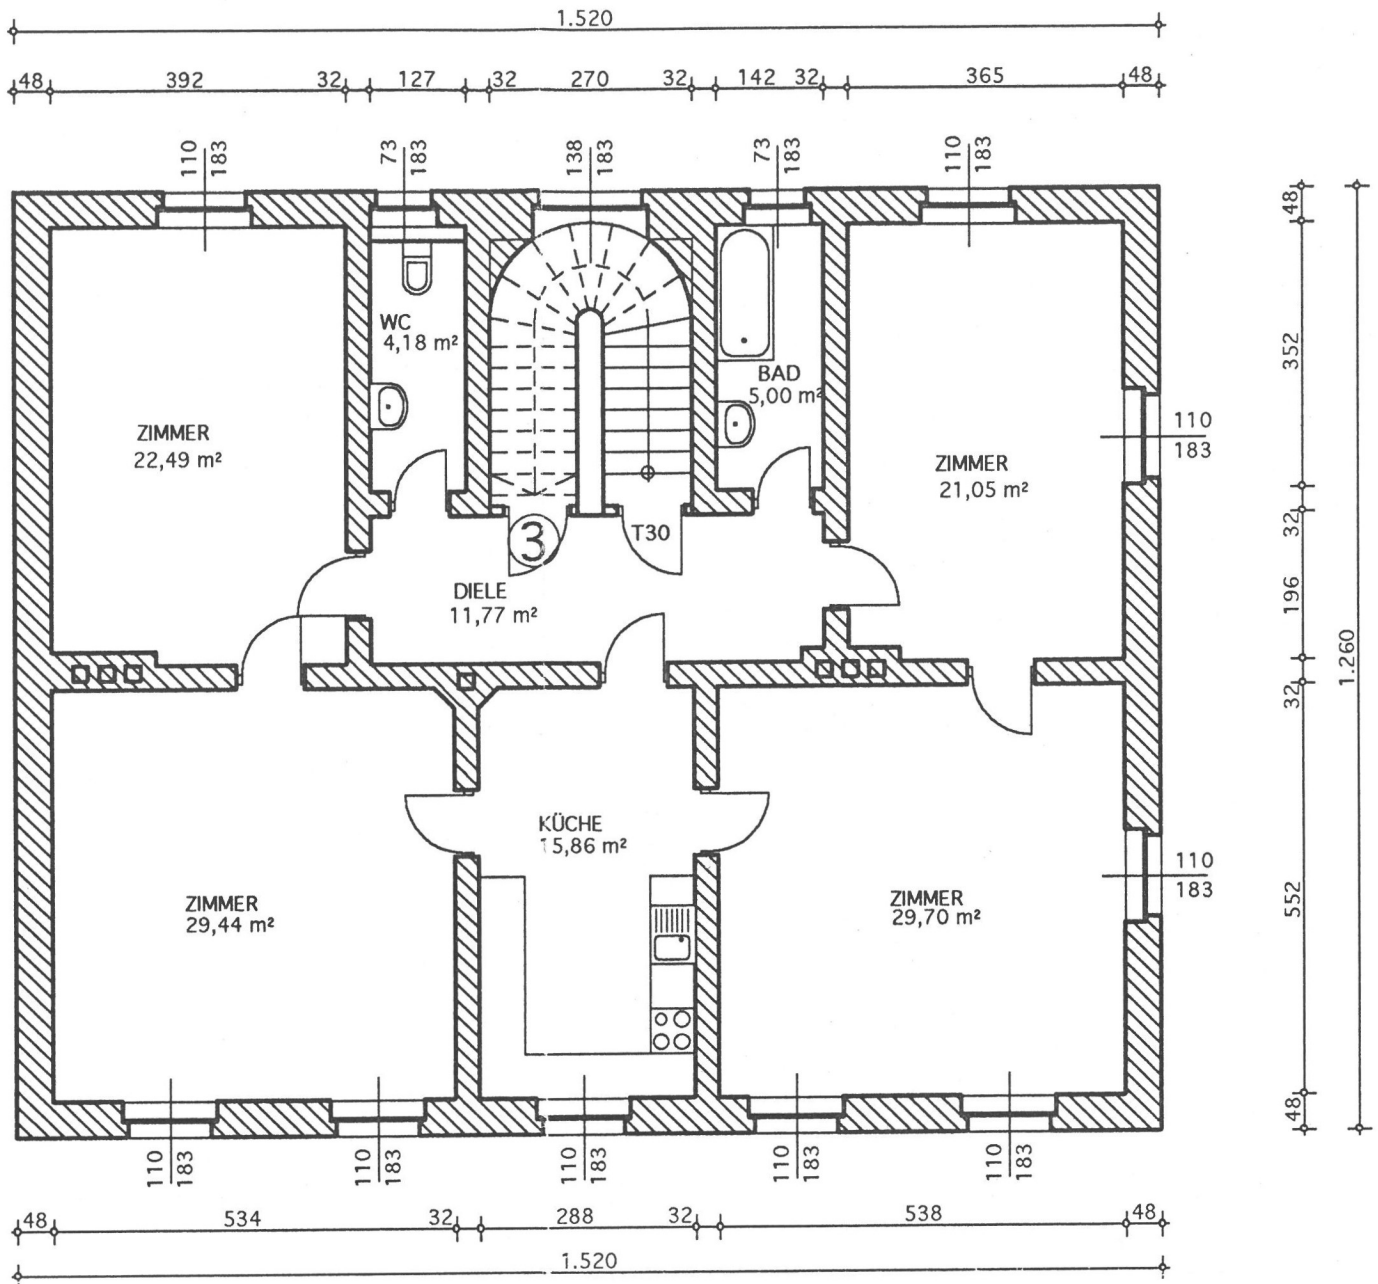 1.520
48 392 32 127 32 270 32 142 32 365 48
110 183
73 183
138 183
73 183
110 183
48
352
32
196
32
552
48
1.260
WC
4,18 m²
BAD
5,00 m²
ZIMMER
22,49 m²
110
183
ZIMMER
21,05 m²
3
T30
DIELE
11,77 m²
KÜCHE
15,86 m²
110
183
ZIMMER
29,44 m²
ZIMMER
29,70 m²
110 183
110 183
110 183
110 183
110 183
48 534 32 288 32 538 48
1.520